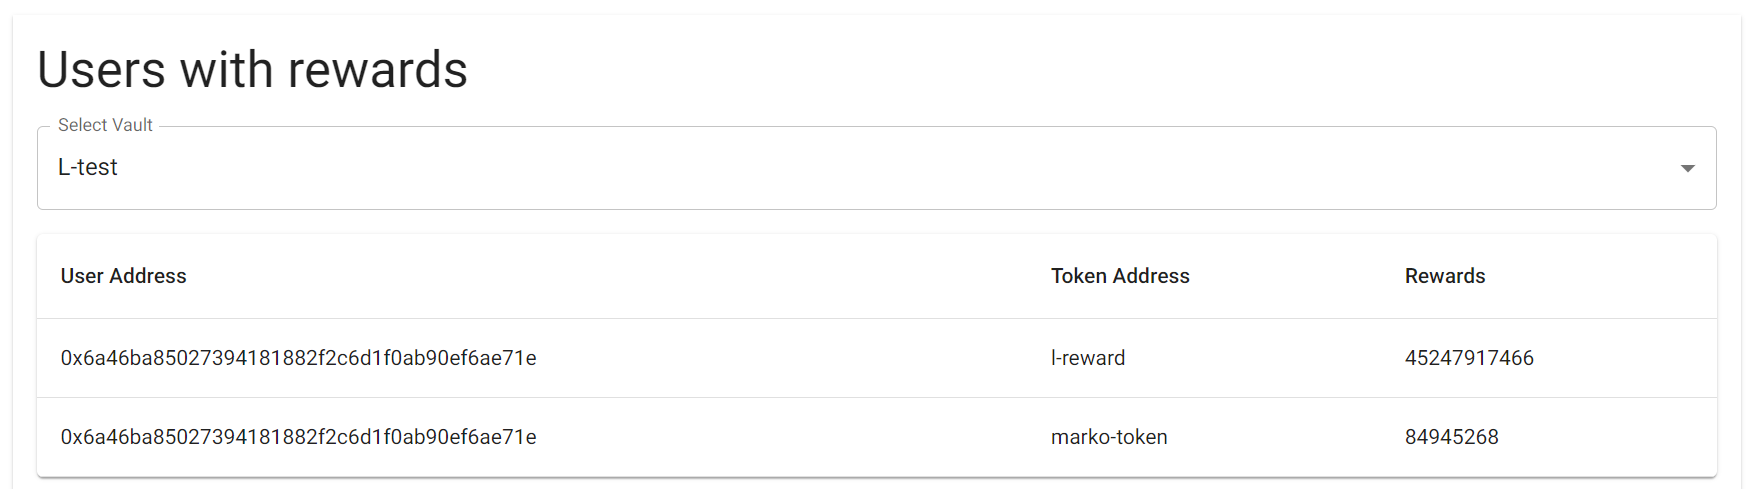 Users with rewards
Select Vault
L-test
User Address Token Address Rewards
0x6a46ba85027394181882f2c6d1f0ab90ef6ae71e l-reward 45247917466
0x6a46ba85027394181882f2c6d1f0ab90ef6ae71e marko-token 84945268